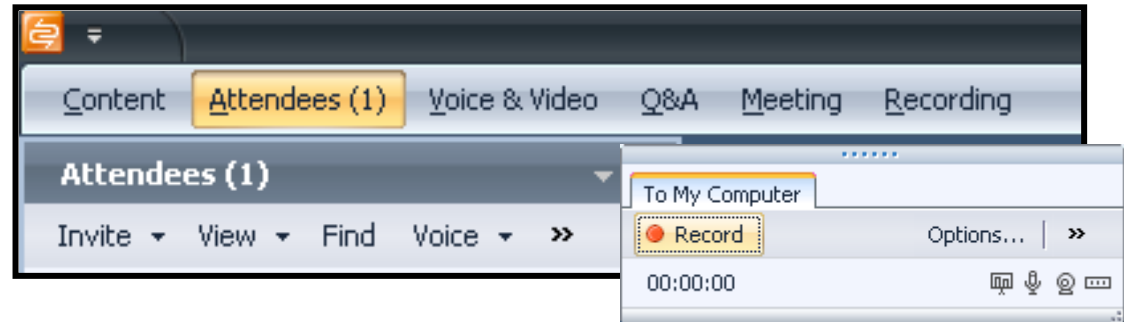 Content Attendees (1) Voice & Video Q&A Meeting Recording
Attendees (1)
Invite View Find Voice »
To My Computer
Record Options... »
00:00:00